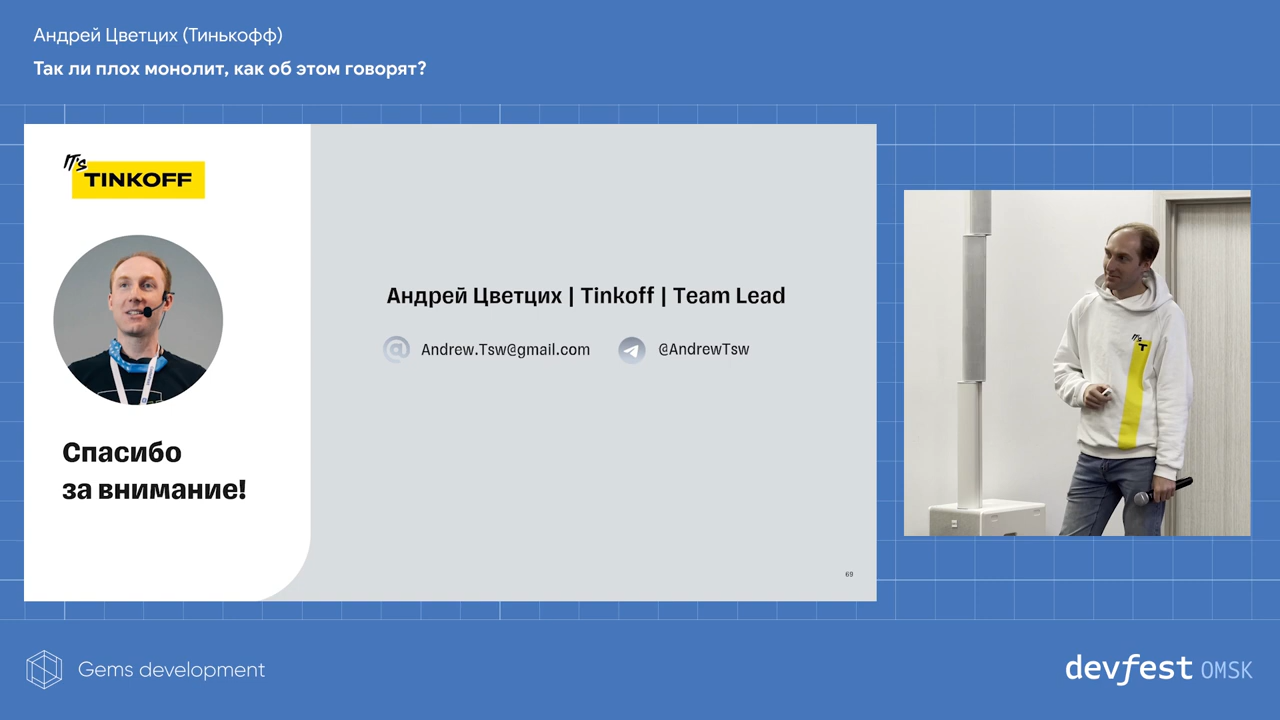 Андрей Цветцих (Тинькофф)
Так ли плох монолит, как об этом говорят?
IT's
TINKOFF
Андрей Цветцих | Tinkoff | Team Lead
Andrew.Tsw@gmail.com
@AndrewTsw
Спасибо
за внимание!
69
IT's
T
Gems development
devfest OMSK